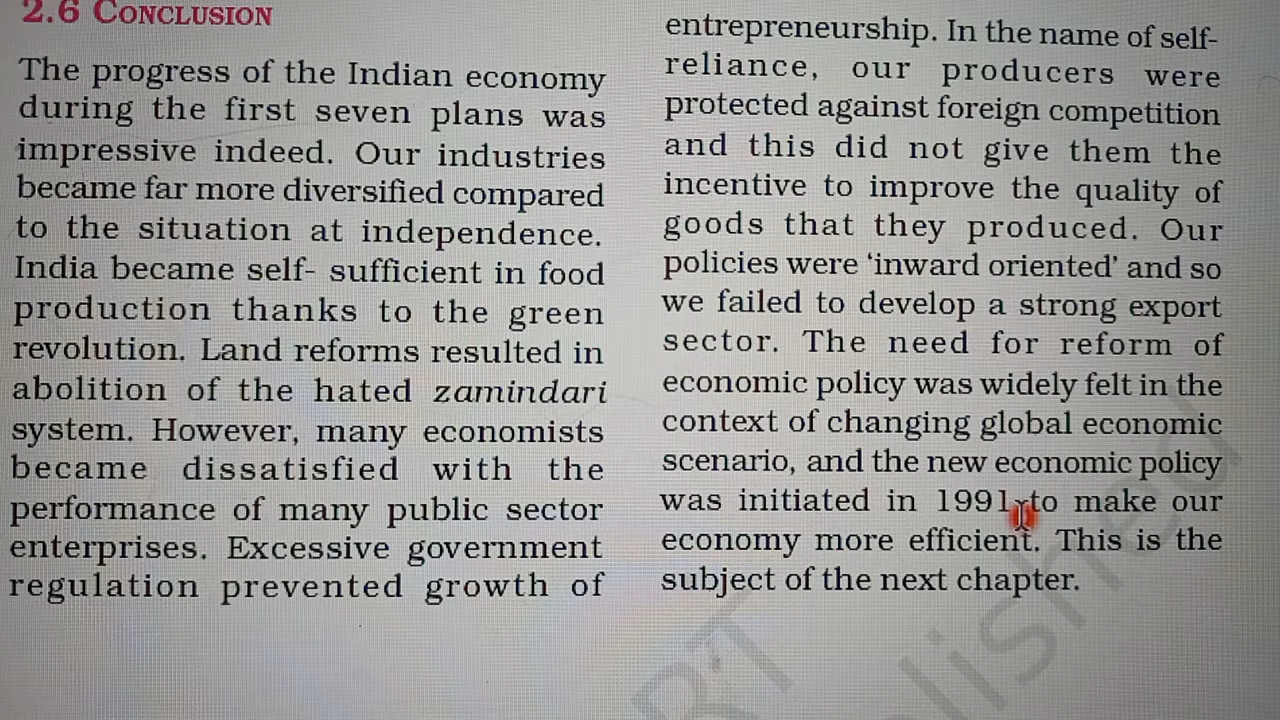 2.6 CONCLUSION
The progress of the Indian economy
during the first seven plans was
impressive indeed. Our industries
became far more diversified compared
to the situation at independence.
India became self- sufficient in food
production thanks to the green
revolution. Land reforms resulted in
abolition of the hated zamindari
system. However, many economists
became dissatisfied with the
performance of many public sector
enterprises. Excessive government
regulation prevented growth of
entrepreneurship. In the name of self-
reliance, our producers were
protected against foreign competition
and this did not give them the
incentive to improve the quality of
goods that they produced. Our
policies were ‘inward oriented’ and so
we failed to develop a strong export
sector. The need for reform of
economic policy was widely felt in the
context of changing global economic
scenario, and the new economic policy
was initiated in 1991 to make our
economy more efficient. This is the
subject of the next chapter.